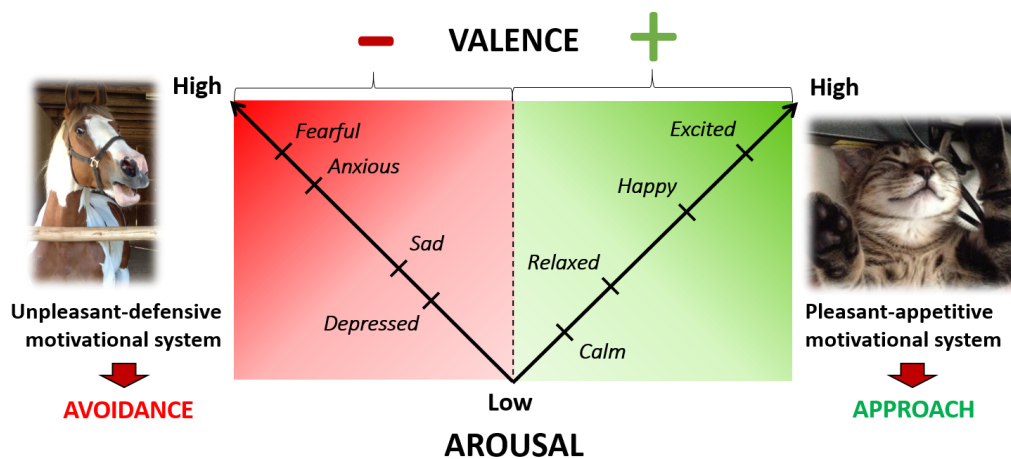 − VALENCE +
High
High
Fearful
Excited
Anxious
Happy
Sad
Relaxed
Depressed
Calm
Unpleasant-defensive
motivational system
AVOIDANCE
Pleasant-appetitive
motivational system
APPROACH
Low
AROUSAL